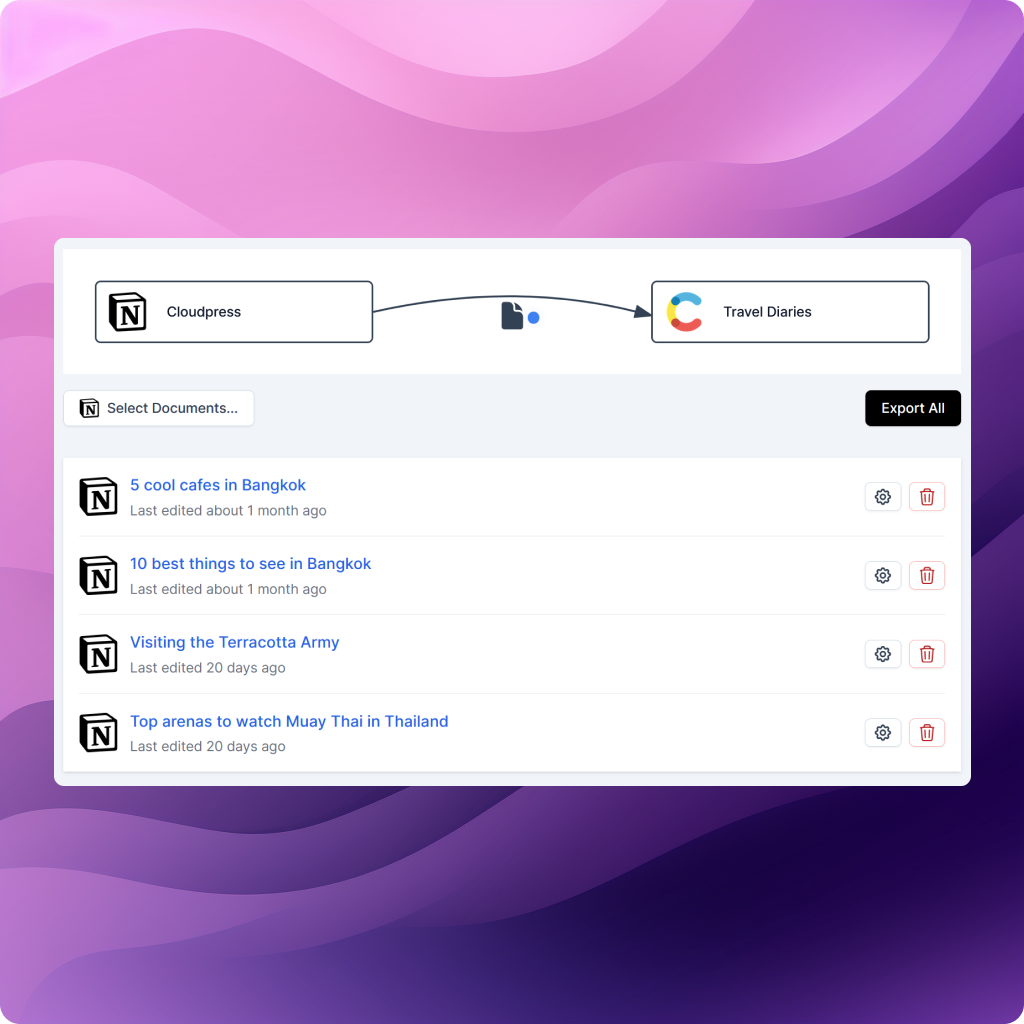 N Cloudpress
Travel Diaries
N Select Documents...
Export All
N 5 cool cafes in Bangkok
Last edited about 1 month ago
N 10 best things to see in Bangkok
Last edited about 1 month ago
N Visiting the Terracotta Army
Last edited 20 days ago
N Top arenas to watch Muay Thai in Thailand
Last edited 20 days ago